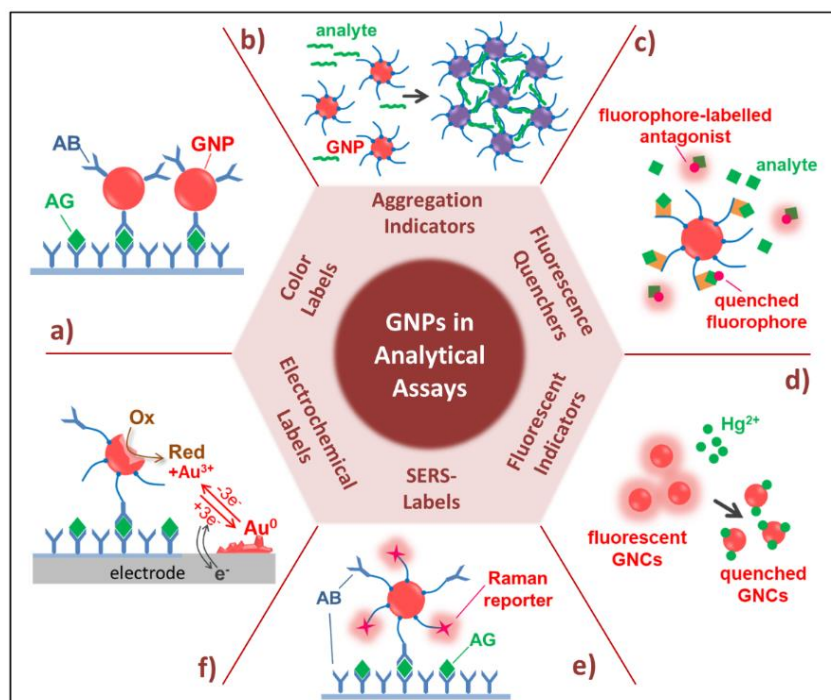 b)
analyte
GNP
c)
fluorophore-labelled
antagonist
analyte
quenched
fluorophore
AB
GNP
AG
a)
Aggregation
Indicators
Color
Labels
Fluorescence
Quenchers
GNPs in
Analytical
Assays
Electrochemical
Labels
Fluorescent
Indicators
SERS-
Labels
d)
Hg²⁺
fluorescent
GNCs
quenched
GNCs
Ox
Red
+Au³⁺
-3e⁻
+3e⁻
Au⁰
electrode
e⁻
f)
AB
Raman
reporter
AG
e)